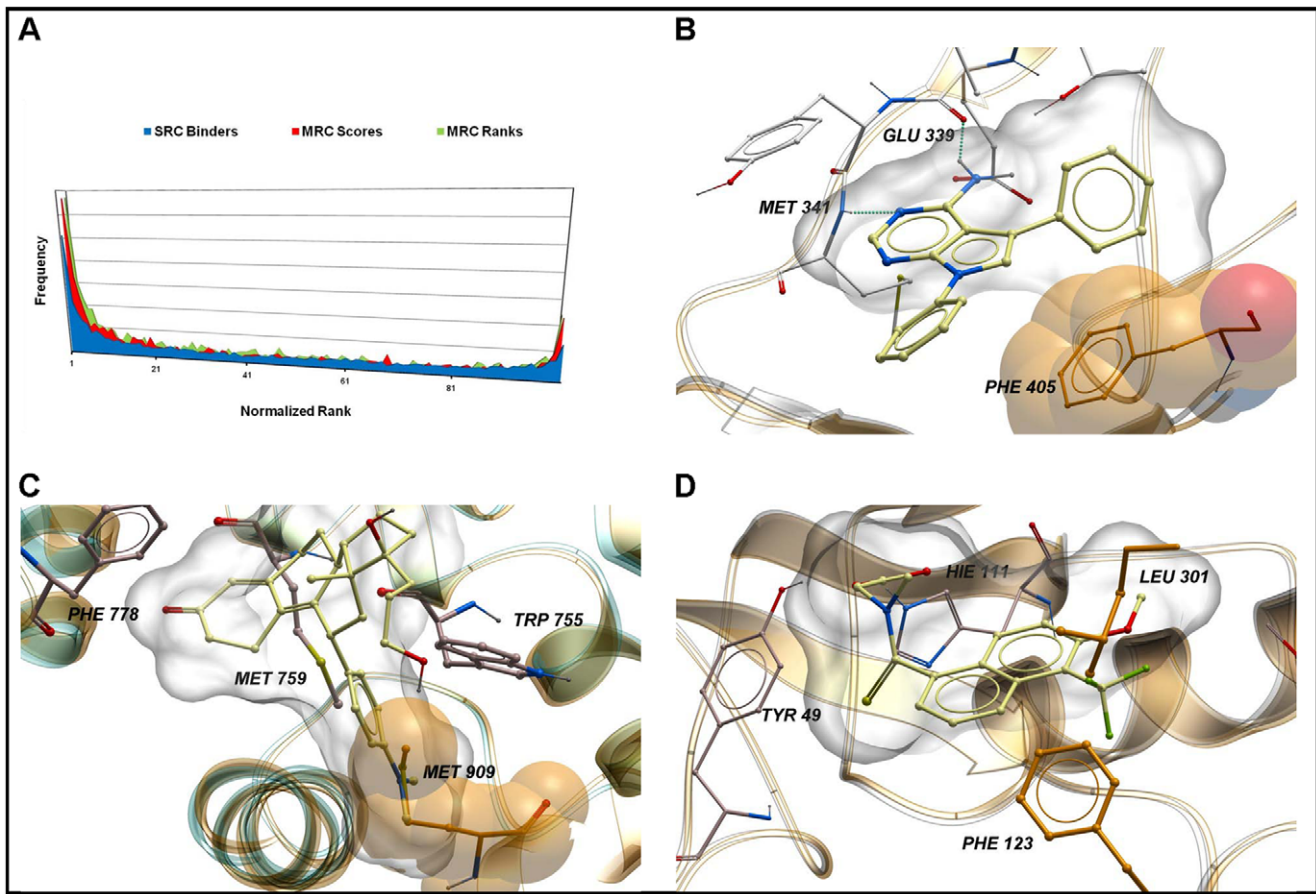 A
SRC Binders MRC Scores MRC Ranks
Frequency
1 21 41 61 81
Normalized Rank
B
GLU 339
MET 341
PHE 405
C
PHE 778
TRP 755
MET 759
MET 909
D
HIE 111
LEU 301
TYR 49
PHE 123